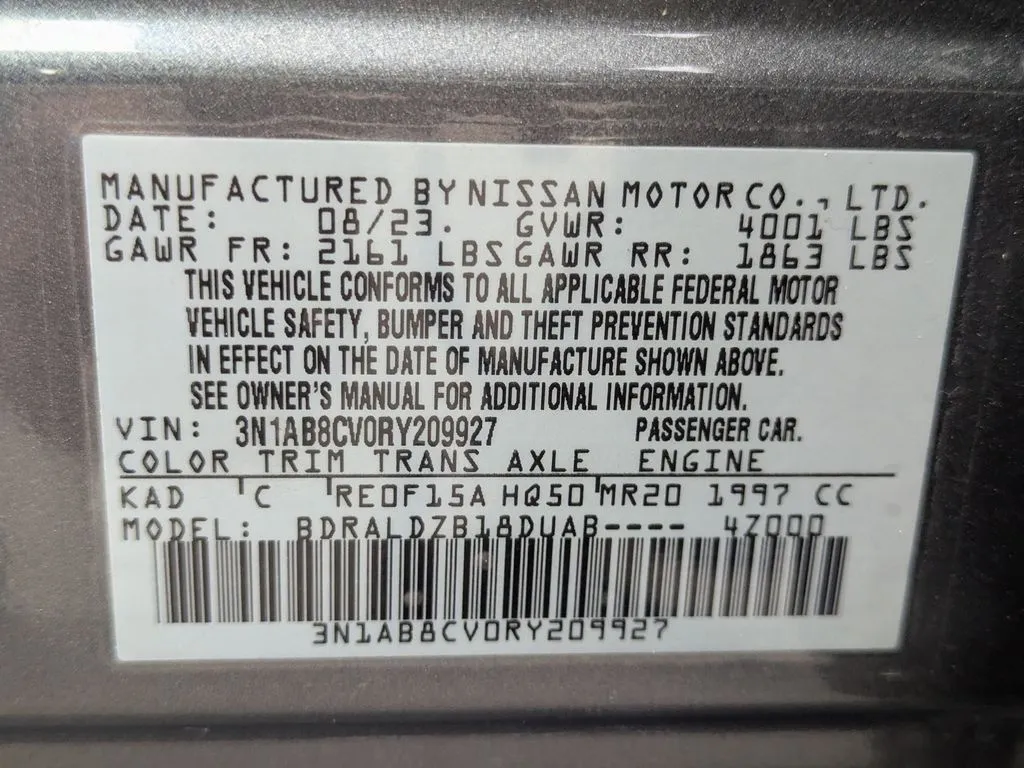 MANUFACTURED BY NISSAN MOTOR CO., LTD.
DATE: 08/23. GVWR: 4001 LBS
GAWR FR: 2161 LBS GAWR RR: 1863 LBS
THIS VEHICLE CONFORMS TO ALL APPLICABLE FEDERAL MOTOR
VEHICLE SAFETY, BUMPER AND THEFT PREVENTION STANDARDS
IN EFFECT ON THE DATE OF MANUFACTURE SHOWN ABOVE.
SEE OWNER'S MANUAL FOR ADDITIONAL INFORMATION.
VIN: 3N1AB8CV0RY209927 PASSENGER CAR.
COLOR TRIM TRANS AXLE ENGINE
KAD C RE0F15A HQ50 MR20 1997 CC
MODEL: BDRALDZB18DUAB---- 4Z000
3N1AB8CV0RY209927